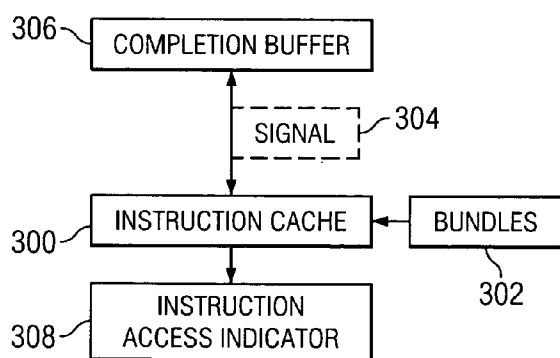 306
COMPLETION BUFFER
SIGNAL
304
300
INSTRUCTION CACHE
BUNDLES
302
308
INSTRUCTION
ACCESS INDICATOR